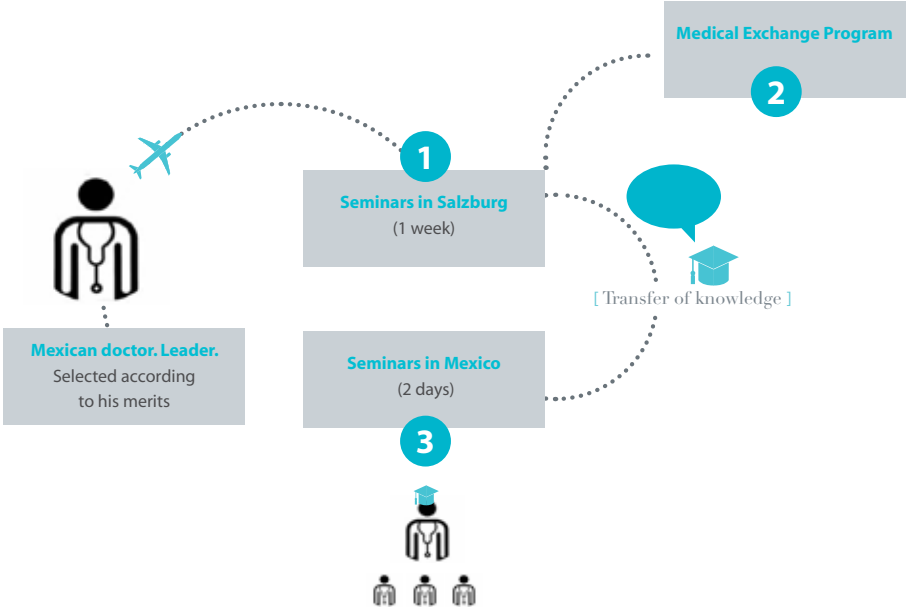 Mexican doctor. Leader.
Selected according
to his merits
1
Seminars in Salzburg
(1 week)
Medical Exchange Program
2
[ Transfer of knowledge ]
Seminars in Mexico
(2 days)
3